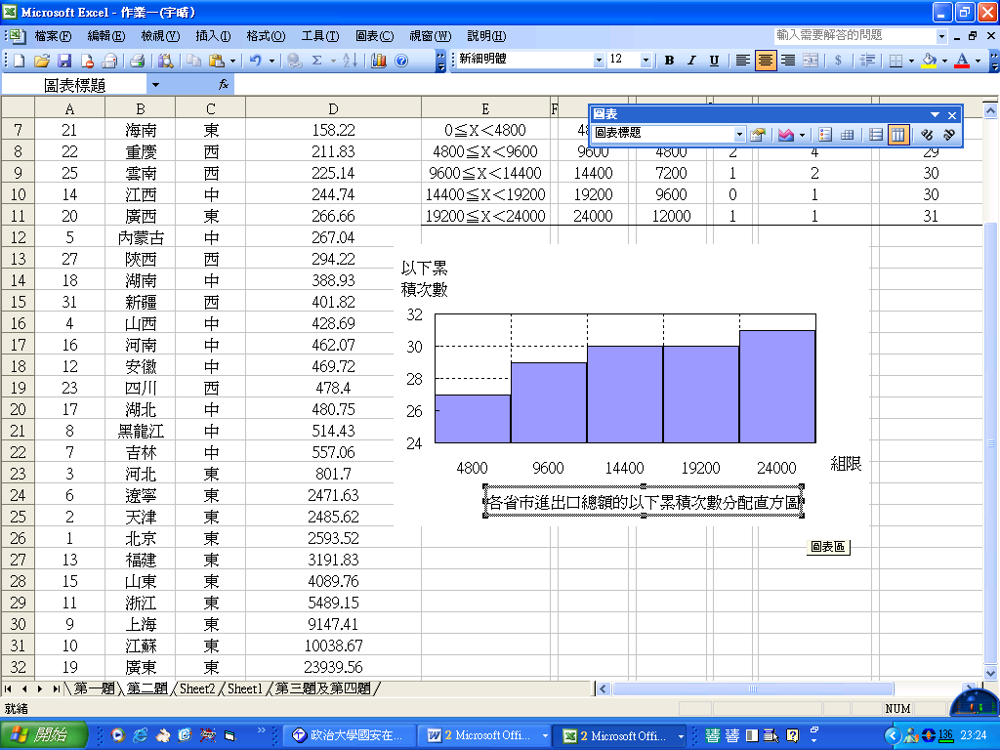 Microsoft Excel - 作業一(宇晧)
檔案(F) 編輯(E) 檢視(V) 插入(I) 格式(O) 工具(T) 圖表(C) 視窗(W) 說明(H) 輸入需要解答的問題
新細明體 12 B I U $
圖表標題 fx
A B C D E F
圖表
圖表標題
7 21 海南 東 158.22 0≦X<4800
8 22 重慶 西 211.83 4800≦X<9600 9600 4800 2 4 29
9 25 雲南 西 225.14 9600≦X<14400 14400 7200 1 2 30
10 14 江西 中 244.74 14400≦X<19200 19200 9600 0 1 30
11 20 廣西 東 266.66 19200≦X<24000 24000 12000 1 1 31
12 5 內蒙古 中 267.04
13 27 陝西 西 294.22
14 18 湖南 中 388.93
15 31 新疆 西 401.82
16 4 山西 中 428.69
17 16 河南 中 462.07
18 12 安徽 中 469.72
19 23 四川 西 478.4
20 17 湖北 中 480.75
21 8 黑龍江 中 514.43
22 7 吉林 中 557.06
23 3 河北 東 801.7
24 6 遼寧 東 2471.63
25 2 天津 東 2485.62
26 1 北京 東 2593.52
27 13 福建 東 3191.83
28 15 山東 東 4089.76
29 11 浙江 東 5489.15
30 9 上海 東 9147.41
31 10 江蘇 東 10038.67
32 19 廣東 東 23939.56
以下累
積次數
32
30
28
26
24
4800 9600 14400 19200 24000
組限
各省市進出口總額的以下累積次數分配直方圖
圖表區
第一題 第二題 Sheet2 Sheet1 第三題及第四題
就緒 NUM
開始 政治大學國安在... 2 Microsoft Offi... 2 Microsoft Offi... 136 23:24